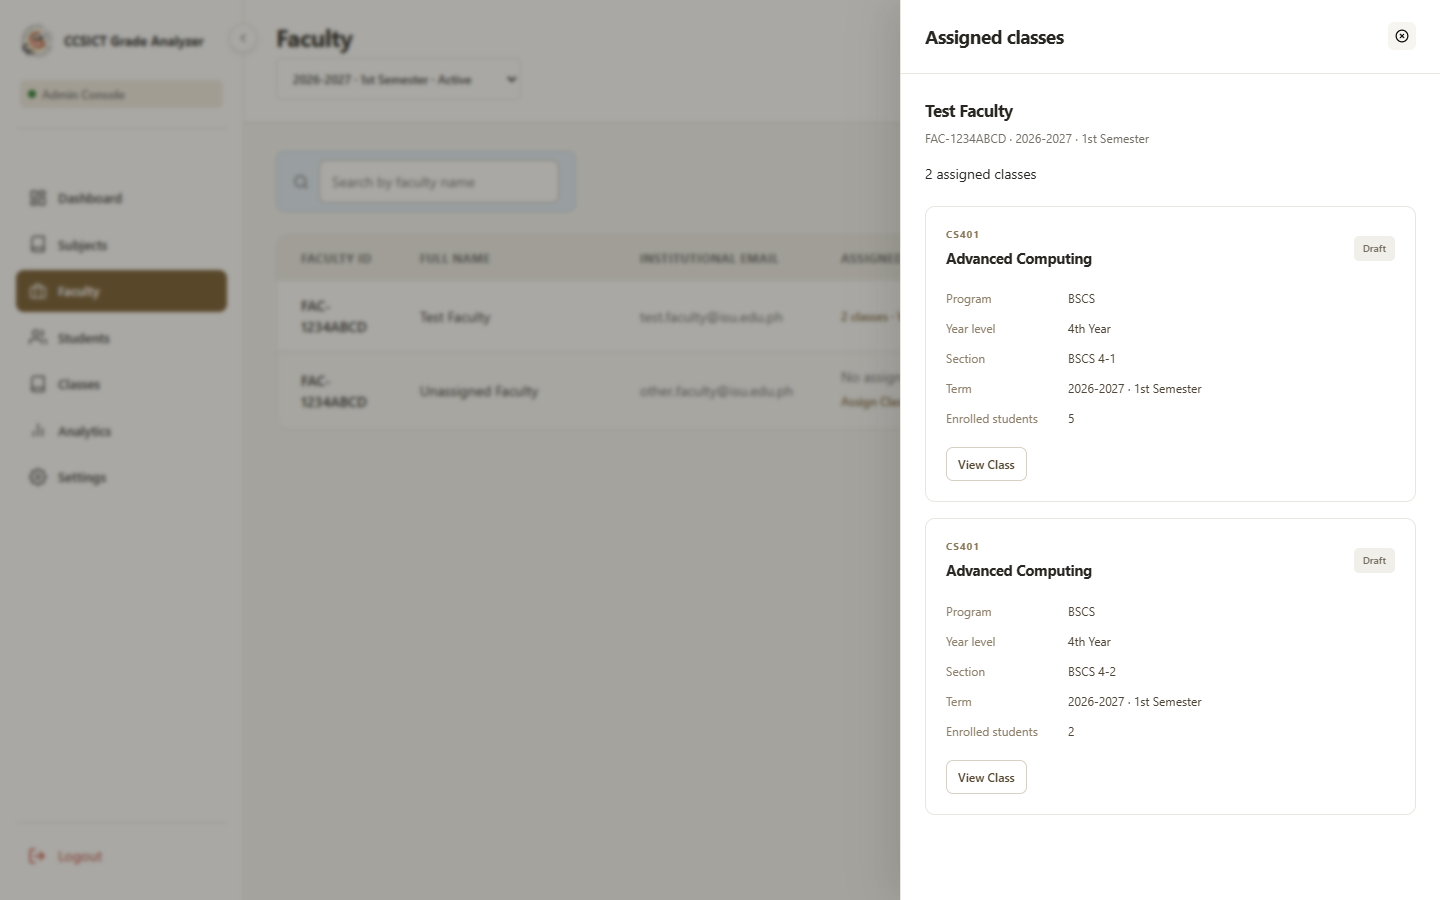 CCSICT Grade Analyzer
Admin Console
Dashboard
Subjects
Faculty
Students
Classes
Analytics
Settings
Logout
Faculty
2026-2027 · 1st Semester · Active
Search by faculty name
FACULTY ID FULL NAME INSTITUTIONAL EMAIL ASSIGNED
FAC-
1234ABCD
Test Faculty
test.faculty@isu.edu.ph
2 classes ·
FAC-
1234ABCD
Unassigned Faculty
other.faculty@isu.edu.ph
No assign
Assign Clas
Assigned classes
Test Faculty
FAC-1234ABCD · 2026-2027 · 1st Semester
2 assigned classes
CS401
Advanced Computing
Draft
Program BSCS
Year level 4th Year
Section BSCS 4-1
Term 2026-2027 · 1st Semester
Enrolled students 5
View Class
CS401
Advanced Computing
Draft
Program BSCS
Year level 4th Year
Section BSCS 4-2
Term 2026-2027 · 1st Semester
Enrolled students 2
View Class